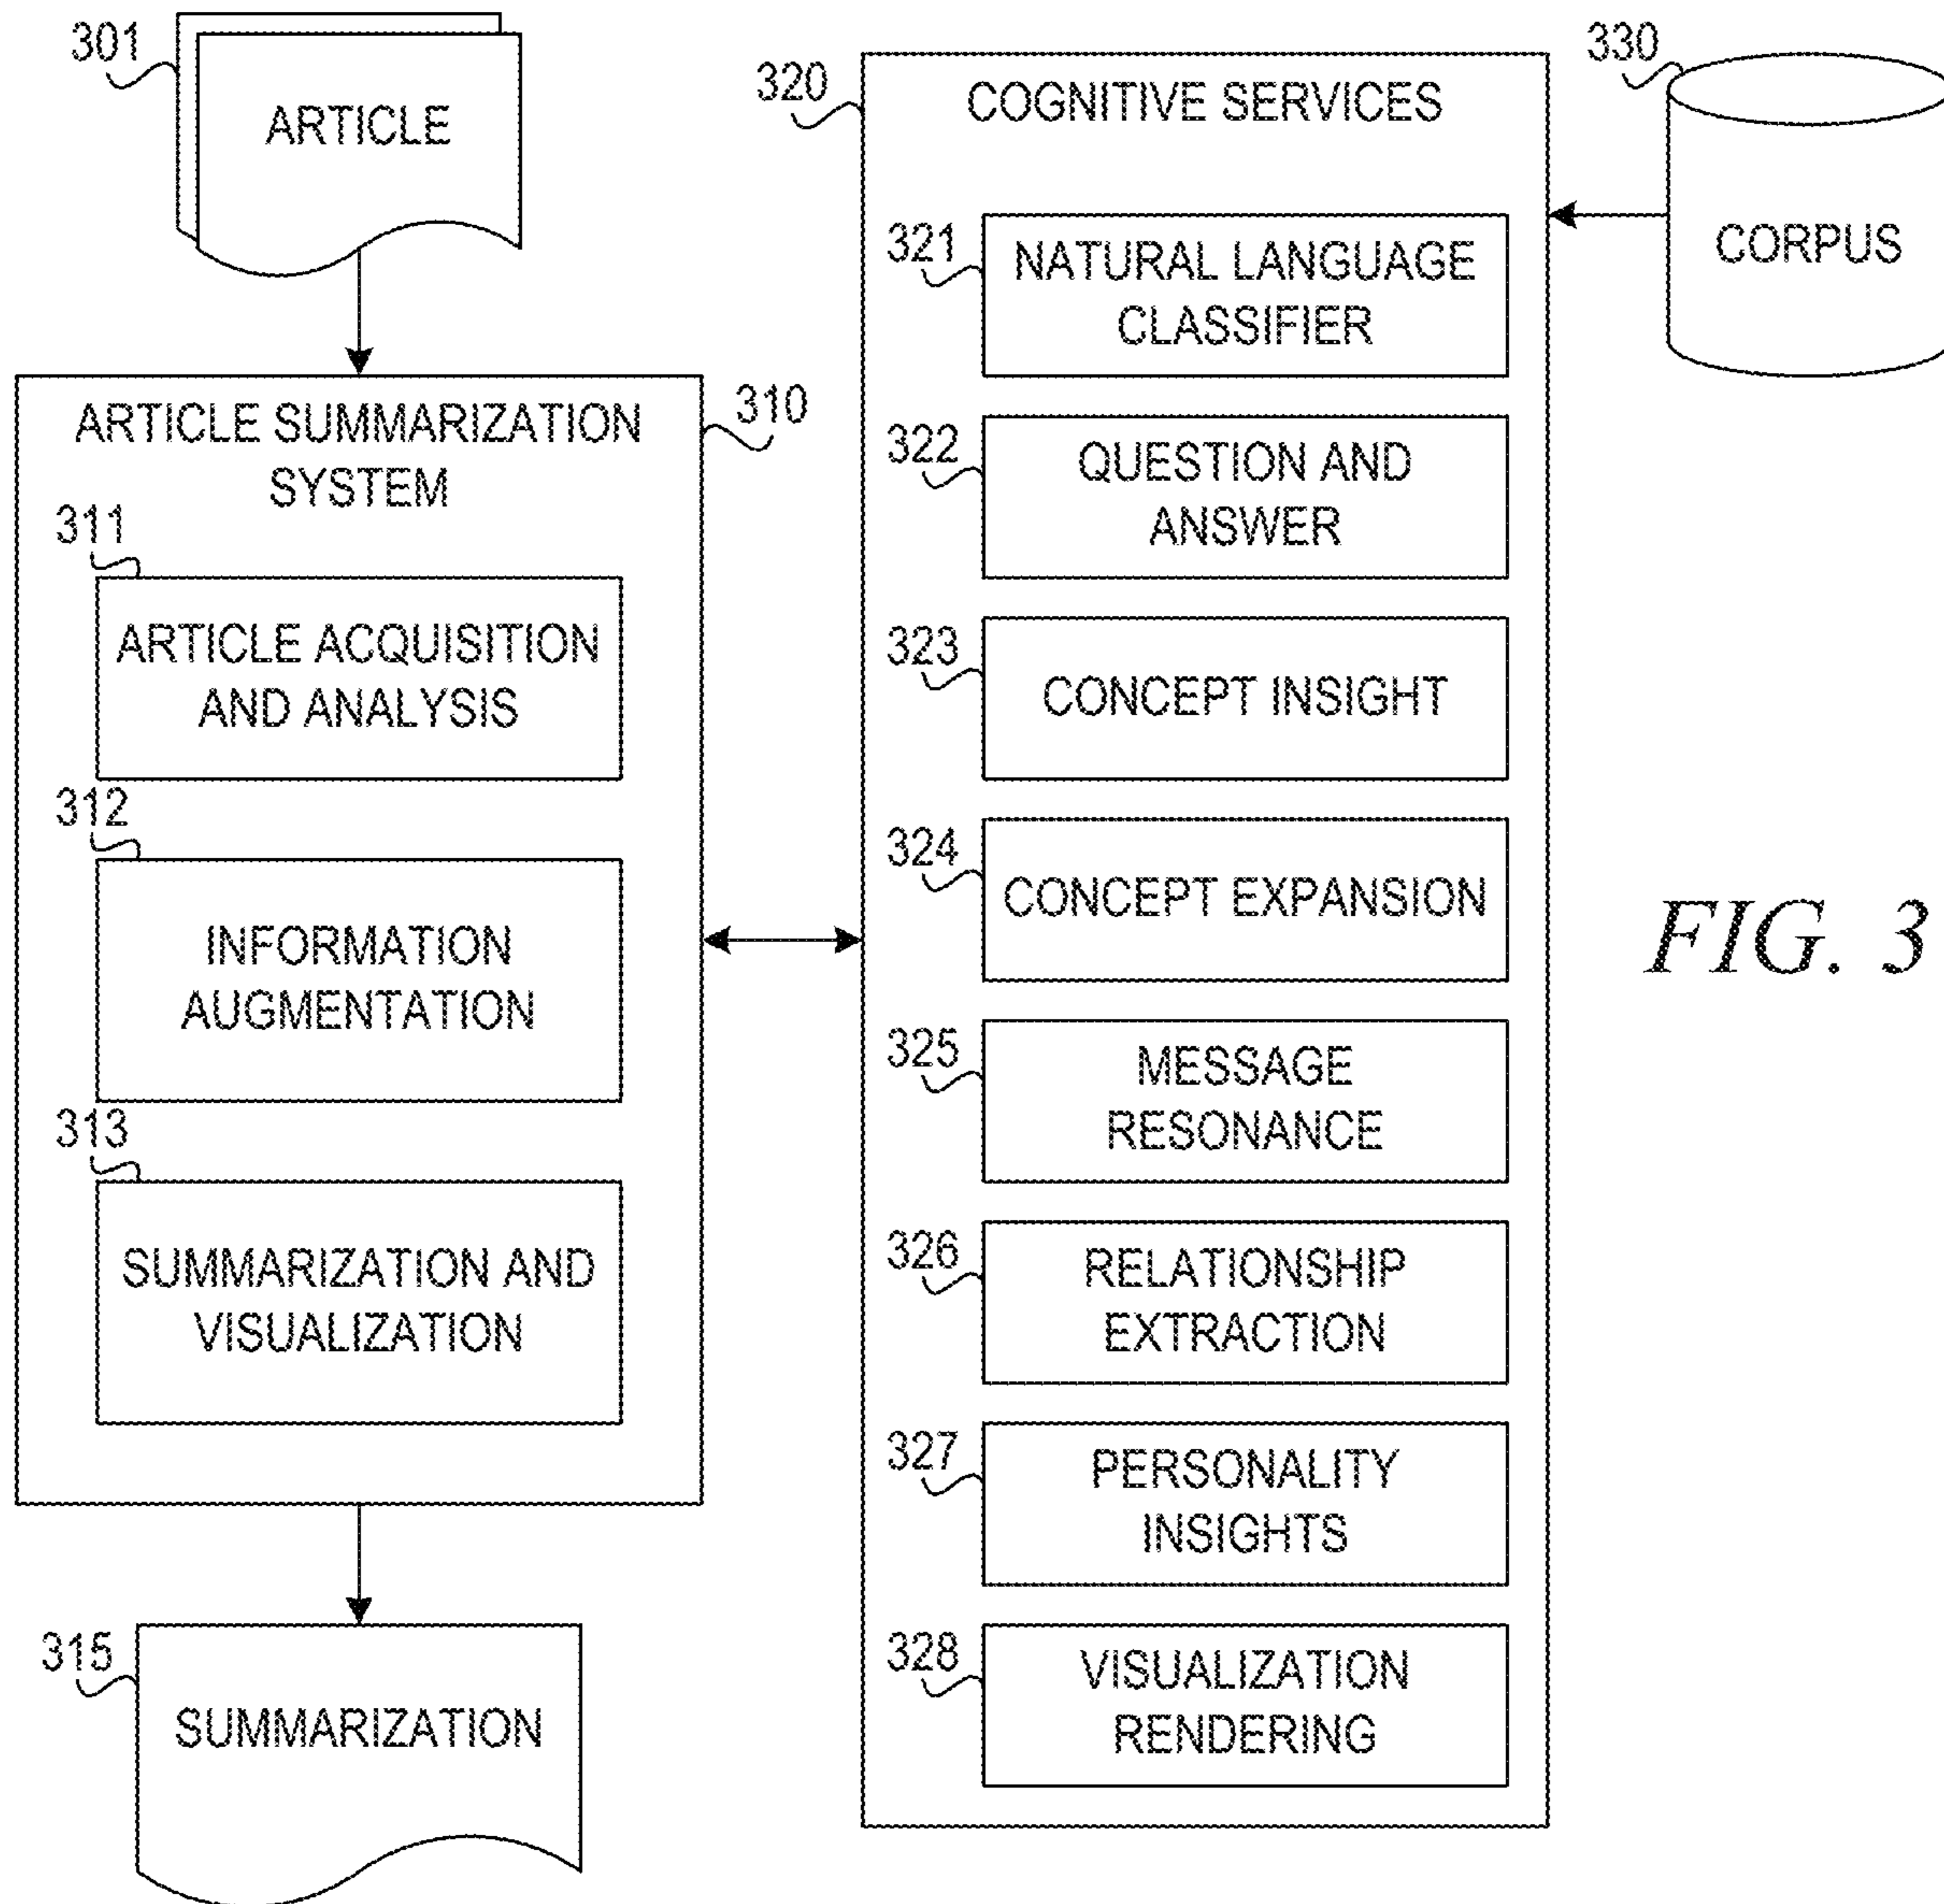 301
ARTICLE
310
ARTICLE SUMMARIZATION
SYSTEM
311
ARTICLE ACQUISITION
AND ANALYSIS
312
INFORMATION
AUGMENTATION
313
SUMMARIZATION AND
VISUALIZATION
315
SUMMARIZATION
320
COGNITIVE SERVICES
321
NATURAL LANGUAGE
CLASSIFIER
322
QUESTION AND
ANSWER
323
CONCEPT INSIGHT
324
CONCEPT EXPANSION
325
MESSAGE
RESONANCE
326
RELATIONSHIP
EXTRACTION
327
PERSONALITY
INSIGHTS
328
VISUALIZATION
RENDERING
330
CORPUS
FIG. 3